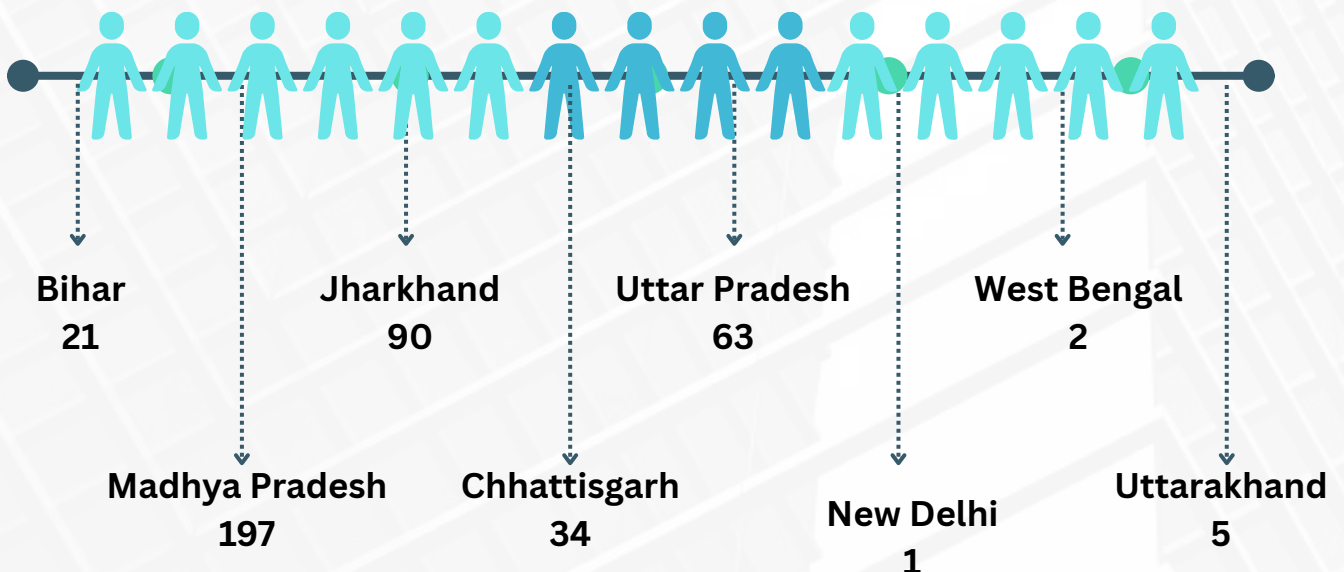 Bihar
21
Madhya Pradesh
197
Jharkhand
90
Chhattisgarh
34
Uttar Pradesh
63
New Delhi
1
West Bengal
2
Uttarakhand
5